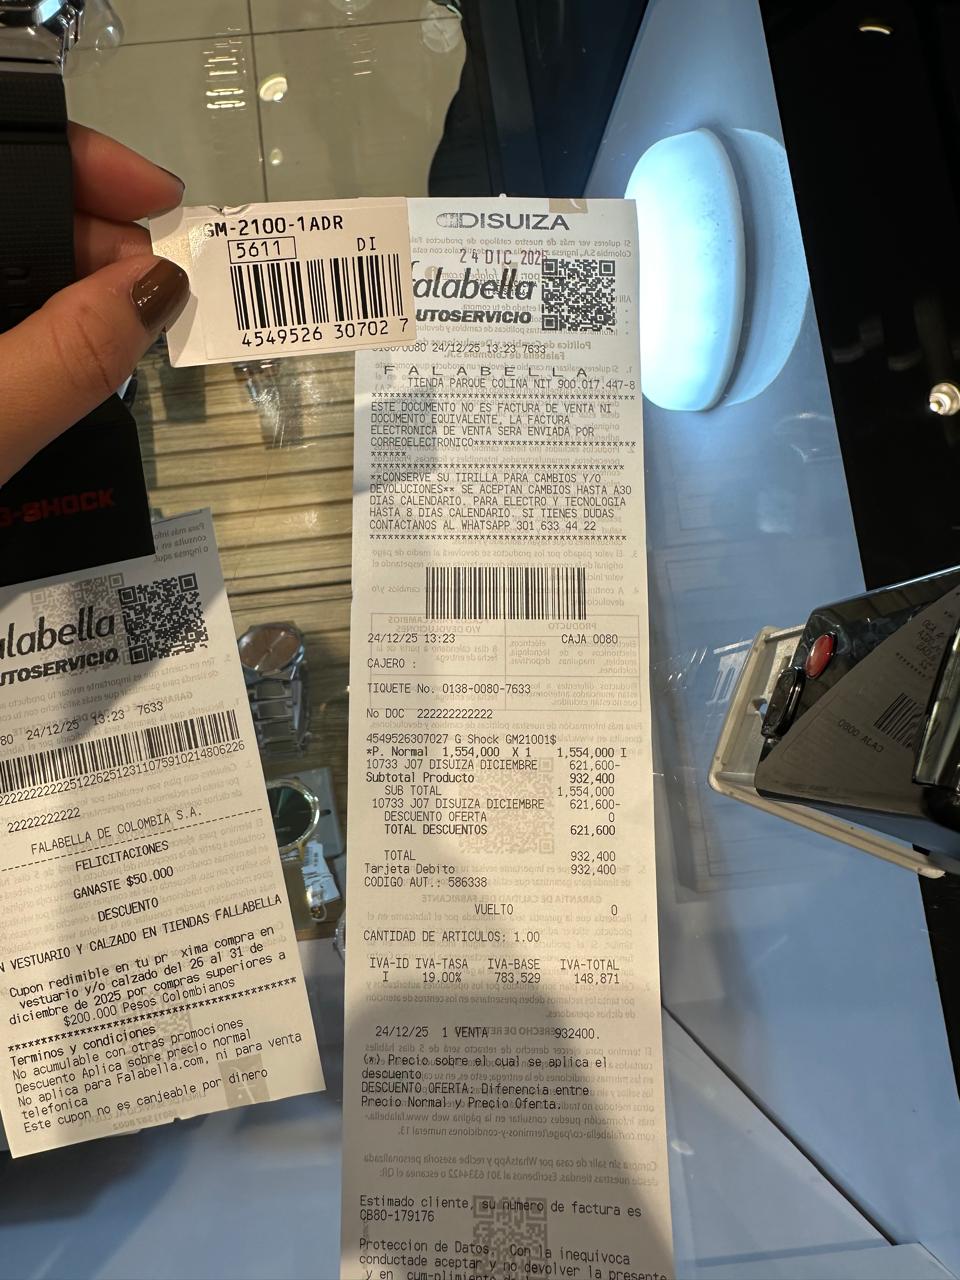 GM-2100-1ADR
5611 DI
4549526 30702 7
DISUIZA
24 DIC 202
falabella
AUTOSERVICIO
0138/0080 24/12/25 13:23 7633
F A L A B E L L A
TIENDA PARQUE COLINA NIT 900.017.447-8
ESTE DOCUMENTO NO ES FACTURA DE VENTA NI
DOCUMENTO EQUIVALENTE, LA FACTURA
ELECTRONICA DE VENTA SERA ENVIADA POR
CORREOELECTRONICO*******************
******
**CONSERVE SU TIRILLA PARA CAMBIOS Y/O
DEVOLUCIONES** SE ACEPTAN CAMBIOS HASTA A30
DIAS CALENDARIO. PARA ELECTRO Y TECNOLOGIA
HASTA 8 DIAS CALENDARIO. SI TIENES DUDAS
CONTACTANOS AL WHATSAPP 301 633 44 22
24/12/25 13:23 CAJA 0080
CAJERO :
TIQUETE No. 0138-0080-7633
No DOC 222222222222
4549526307027 G Shock GM21001$
*P. Normal 1,554,000 X 1 1,554,000 I
10733 J07 DISUIZA DICIEMBRE 621,600-
Subtotal Producto 932,400
SUB TOTAL 1,554,000
10733 J07 DISUIZA DICIEMBRE 621,600-
DESCUENTO OFERTA 0
TOTAL DESCUENTOS 621,600
TOTAL 932,400
Tarjeta Debito 932,400
CODIGO AUT.: 586338
VUELTO 0
CANTIDAD DE ARTICULOS: 1.00
IVA-ID IVA-TASA IVA-BASE IVA-TOTAL
I 19.00% 783,529 148,871
24/12/25 1 VENTA 932400.
(*) Precio sobre el cual se aplica el
descuento
DESCUENTO OFERTA: Diferencia entre
Precio Normal y Precio Oferta.
Estimado cliente, su numero de factura es
CB80-179176
Proteccion de Datos. Con la inequivoca
conductade aceptar y no devolver la presente
y en cum-plimiento de
G-SHOCK
falabella
AUTOSERVICIO
80 24/12/25 13:23 7633
22222222222
FALABELLA DE COLOMBIA S.A.
FELICITACIONES
GANASTE $50.000
DESCUENTO
N VESTUARIO Y CALZADO EN TIENDAS FALLABELLA
Cupon redimible en tu pr xima compra en
vestuario y/o calzado del 26 al 31 de
diciembre de 2025 por compras superiores a
$200.000 Pesos Colombianos
Terminos y condiciones
No acumulable con otras promociones
Descuento Aplica sobre precio normal
No aplica para Falabella.com, ni para venta
telefonica
Este cupon no es canjeable por dinero
CAJA 0080